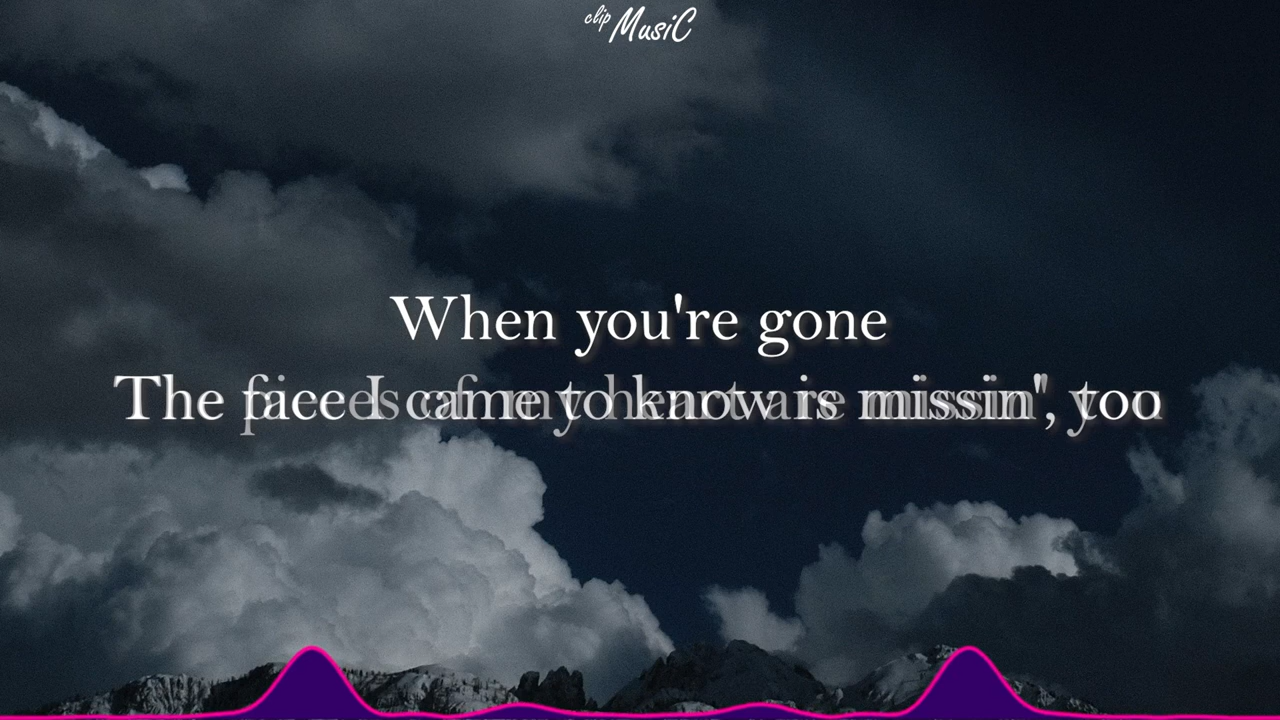 clip MusiC
When you're gone
The face I came to know is missin', too